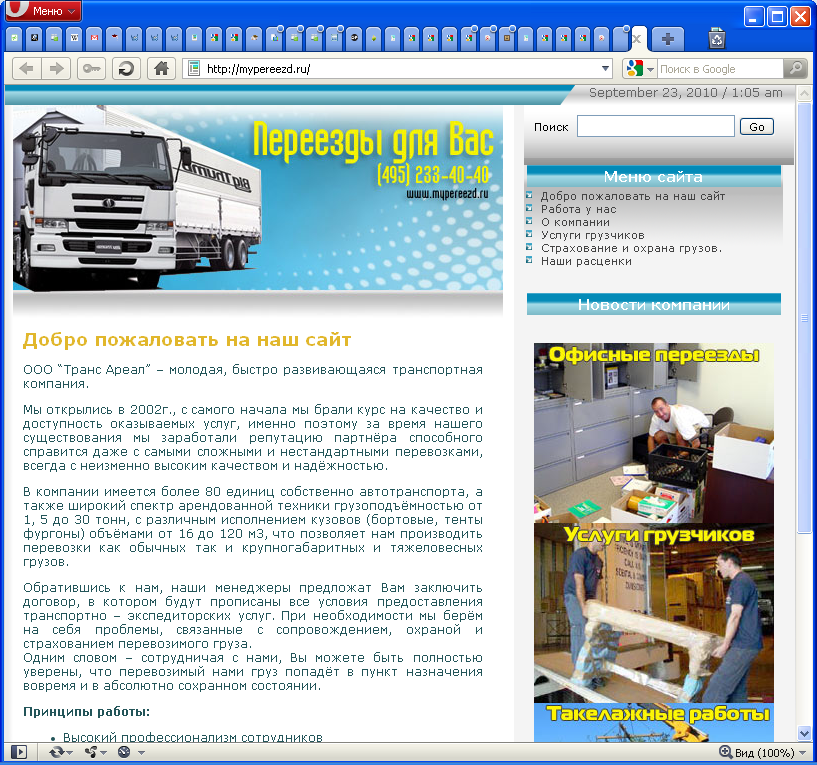 Меню
http://mypereezd.ru/
Поиск в Google
September 23, 2010 / 1:05 am
Переезды для Вас
(495) 233-40-40
www.mypereezd.ru
Big Thumb
Поиск
Go
Меню сайта
Добро пожаловать на наш сайт
Работа у нас
О компании
Услуги грузчиков
Страхование и охрана грузов.
Наши расценки
Новости компании
Офисные переезды
Услуги грузчиков
Такелажные работы
Добро пожаловать на наш сайт
ООО “Транс Ареал” – молодая, быстро развивающаяся транспортная
компания.
Мы открылись в 2002г., с самого начала мы брали курс на качество и
доступность оказываемых услуг, именно поэтому за время нашего
существования мы заработали репутацию партнёра способного
справится даже с самыми сложными и нестандартными перевозками,
всегда с неизменно высоким качеством и надёжностью.
В компании имеется более 80 единиц собственно автотранспорта, а
также широкий спектр арендованной техники грузоподъёмностью от
1, 5 до 30 тонн, с различным исполнением кузовов (бортовые, тенты
фургоны) объёмами от 16 до 120 м3, что позволяет нам производить
перевозки как обычных так и крупногабаритных и тяжеловесных
грузов.
Обратившись к нам, наши менеджеры предложат Вам заключить
договор, в котором будут прописаны все условия предоставления
транспортно – экспедиторских услуг. При необходимости мы берём
на себя проблемы, связанные с сопровождением, охраной и
страхованием перевозимого груза.
Одним словом – сотрудничая с нами, Вы можете быть полностью
уверены, что перевозимый нами груз попадёт в пункт назначения
вовремя и в абсолютно сохранном состоянии.
Принципы работы:
Высокий профессионализм сотрудников
Вид (100%)